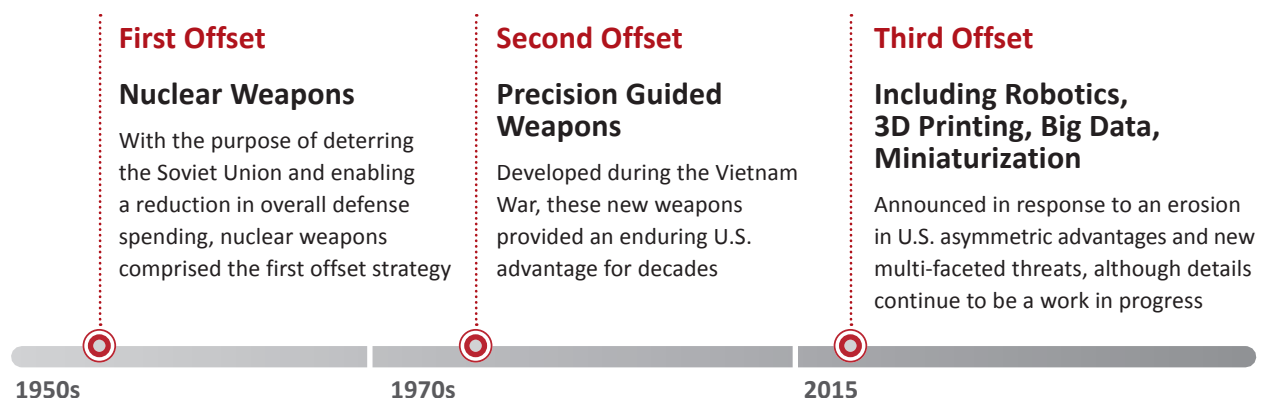 First Offset
Nuclear Weapons
With the purpose of deterring
the Soviet Union and enabling
a reduction in overall defense
spending, nuclear weapons
comprised the first offset strategy
Second Offset
Precision Guided
Weapons
Developed during the Vietnam
War, these new weapons
provided an enduring U.S.
advantage for decades
Third Offset
Including Robotics,
3D Printing, Big Data,
Miniaturization
Announced in response to an erosion
in U.S. asymmetric advantages and new
multi-faceted threats, although details
continue to be a work in progress
1950s
1970s
2015